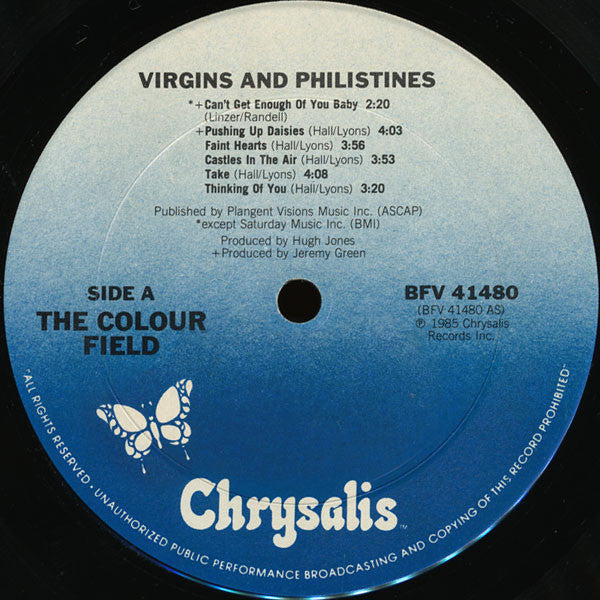 VIRGINS AND PHILISTINES
*+Can't Get Enough Of You Baby 2:20
(Linzer/Randell)
+Pushing Up Daisies (Hall/Lyons) 4:03
Faint Hearts (Hall/Lyons) 3:56
Castles In The Air (Hall/Lyons) 3:53
Take (Hall/Lyons) 4:08
Thinking Of You (Hall/Lyons) 3:20
Published by Plangent Visions Music Inc. (ASCAP)
*except Saturday Music Inc. (BMI)
Produced by Hugh Jones
+Produced by Jeremy Green
SIDE A
THE COLOUR
FIELD
BFV 41480
(BFV 41480 AS)
℗ 1985 Chrysalis
Records Inc.
Chrysalis™
"ALL RIGHTS RESERVED - UNAUTHORIZED PUBLIC PERFORMANCE BROADCASTING AND COPYING OF THIS RECORD PROHIBITED"